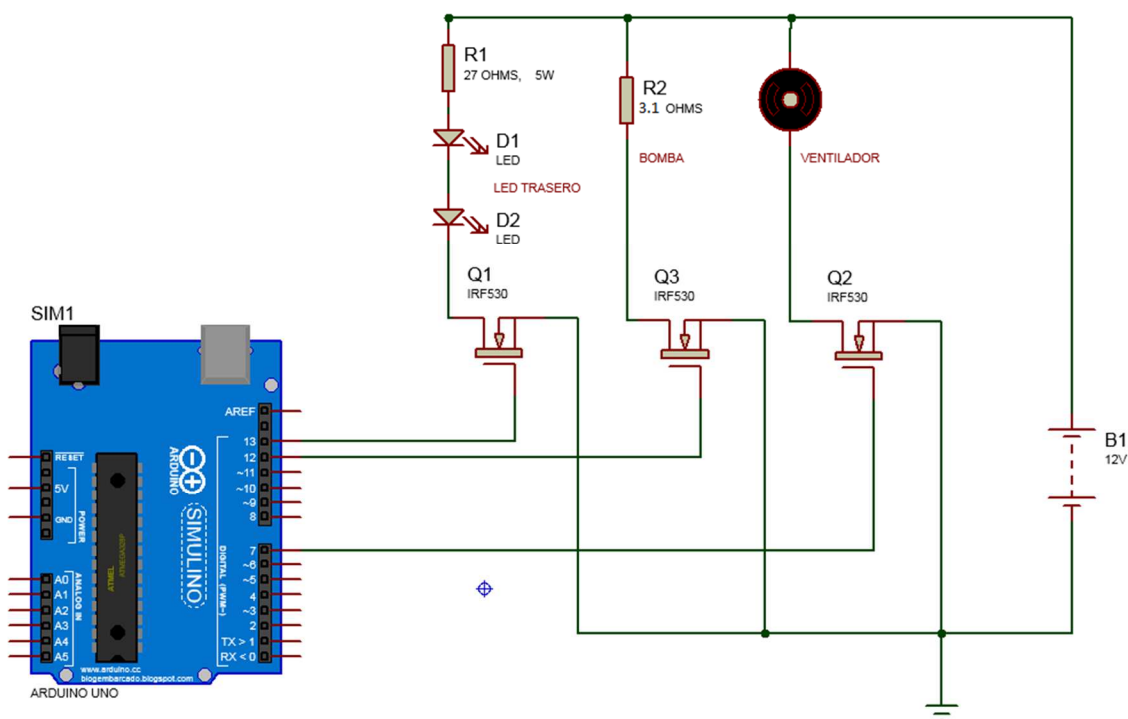 R1
27 OHMS, 5W
R2
3.1 OHMS
D1
LED
BOMBA
VENTILADOR
LED TRASERO
D2
LED
Q1
IRF530
Q3
IRF530
Q2
IRF530
SIM1
AREF
13
12
~11
~10
~9
8
7
~6
~5
4
~3
2
TX > 1
RX < 0
DIGITAL (PWM~)
ARDUINO
SIMULINO
RESET
5V
GND
POWER
A0
A1
A2
A3
A4
A5
ANALOG IN
ATMEL
ATMEGA328P
www.arduino.cc
blogembarcado.blogspot.com
ARDUINO UNO
B1
12V